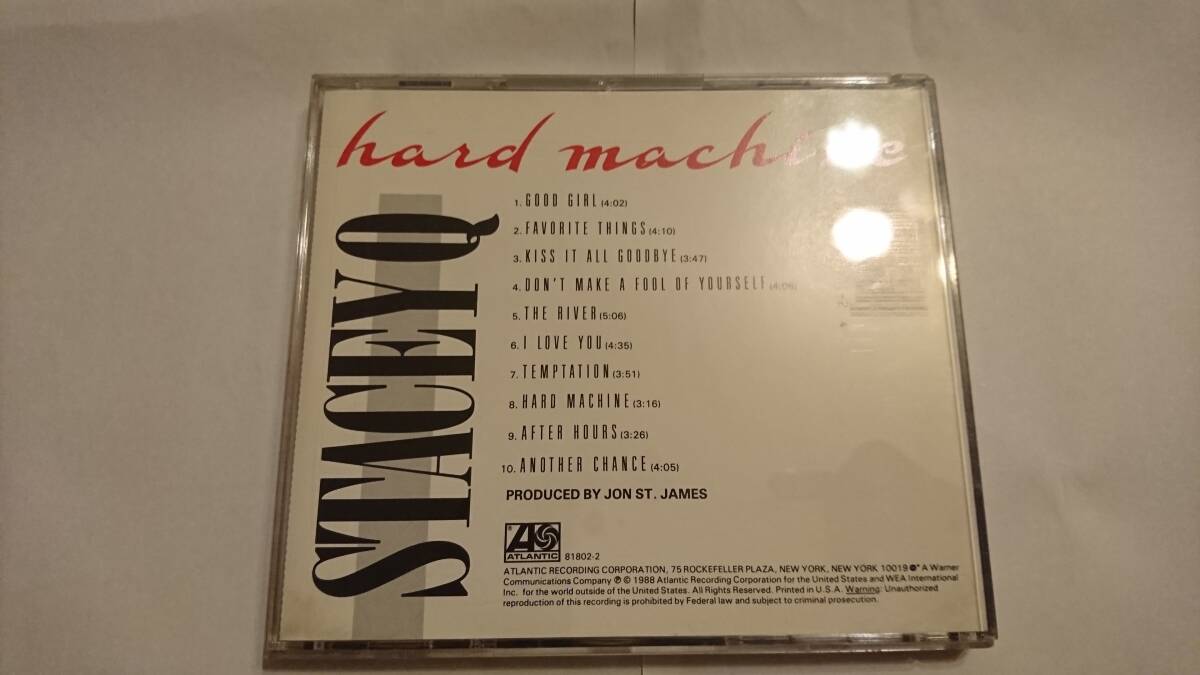 hard machine
STACEY Q
1. GOOD GIRL (4:02)
2. FAVORITE THINGS (4:10)
3. KISS IT ALL GOODBYE (3:47)
4. DON'T MAKE A FOOL OF YOURSELF (4:06)
5. THE RIVER (5:06)
6. I LOVE YOU (4:35)
7. TEMPTATION (3:51)
8. HARD MACHINE (3:16)
9. AFTER HOURS (3:26)
10. ANOTHER CHANCE (4:05)
PRODUCED BY JON ST. JAMES
ATLANTIC 81802-2
ATLANTIC RECORDING CORPORATION, 75 ROCKEFELLER PLAZA, NEW YORK, NEW YORK 10019 A Warner
Communications Company ℗ © 1988 Atlantic Recording Corporation for the United States and WEA International
Inc. for the world outside of the United States. All Rights Reserved. Printed in U.S.A. Warning: Unauthorized
reproduction of this recording is prohibited by Federal law and subject to criminal prosecution.